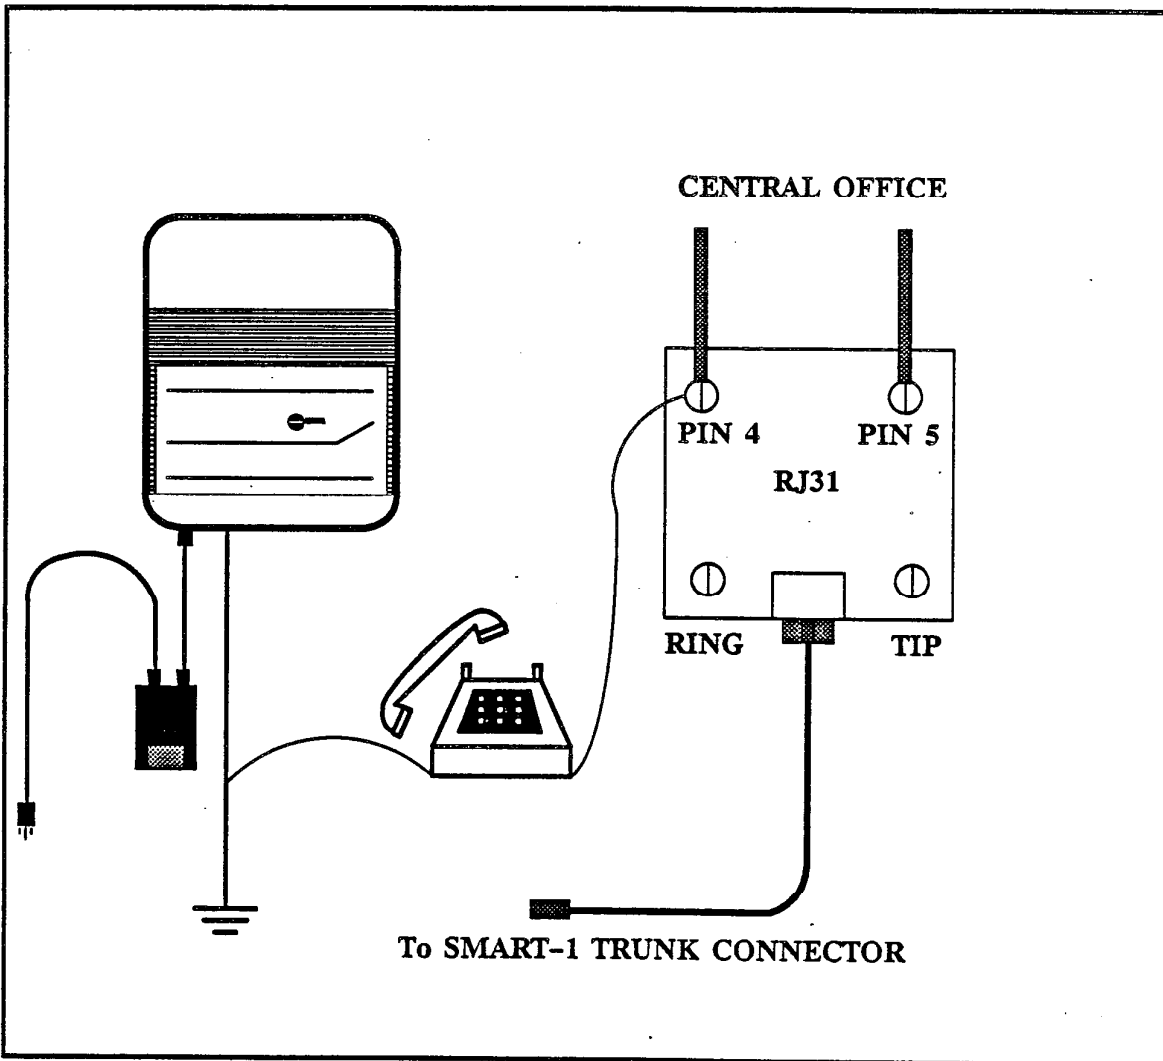 CENTRAL OFFICE
PIN 4
PIN 5
RJ31
RING
TIP
To SMART-1 TRUNK CONNECTOR